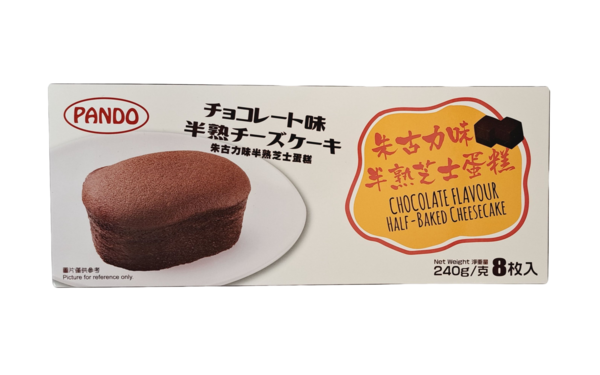 PANDO
チョコレート味
半熟チーズケーキ
朱古力味半熟芝士蛋糕
朱古力味
半熟芝士蛋糕
CHOCOLATE FLAVOUR
HALF-BAKED CHEESECAKE
圖片僅供參考
Picture for reference only.
Net Weight 淨重量
240g/克 8枚入